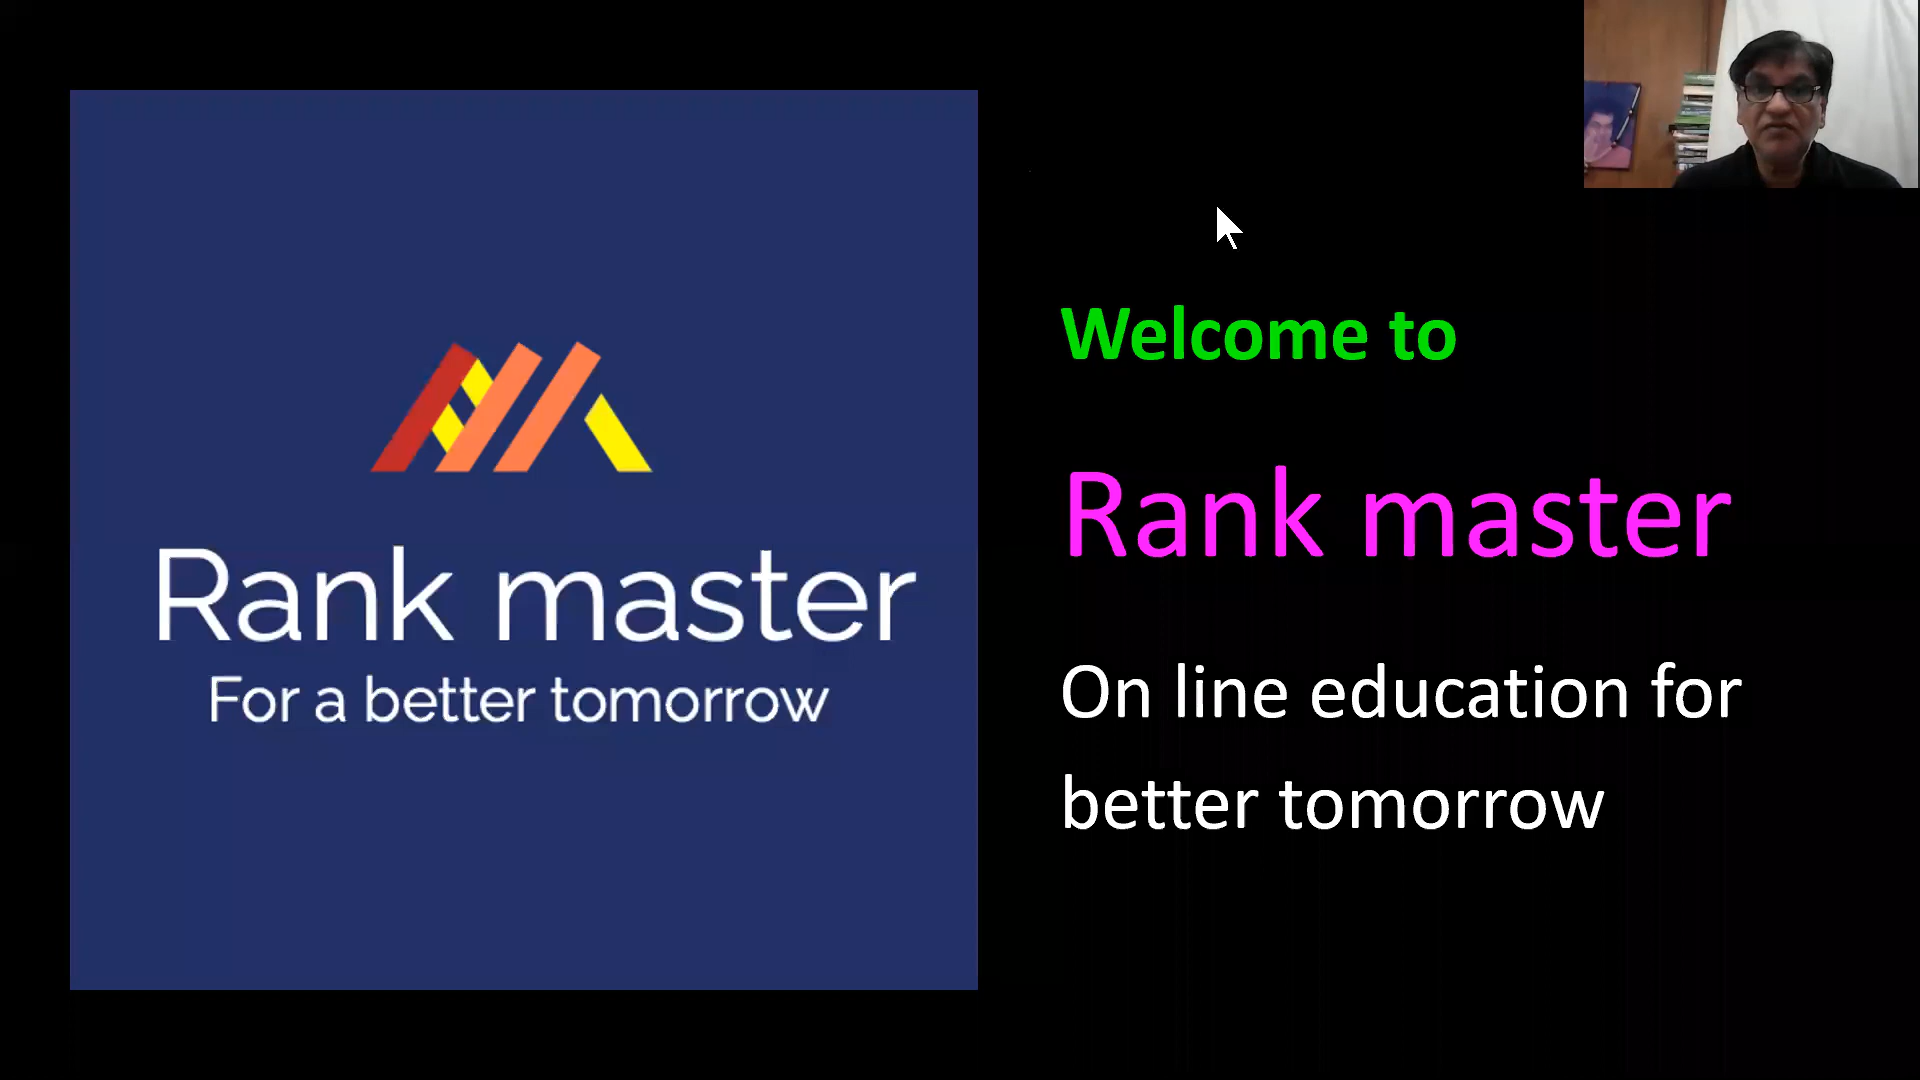 Rank master
For a better tomorrow
Welcome to
Rank master
On line education for
better tomorrow